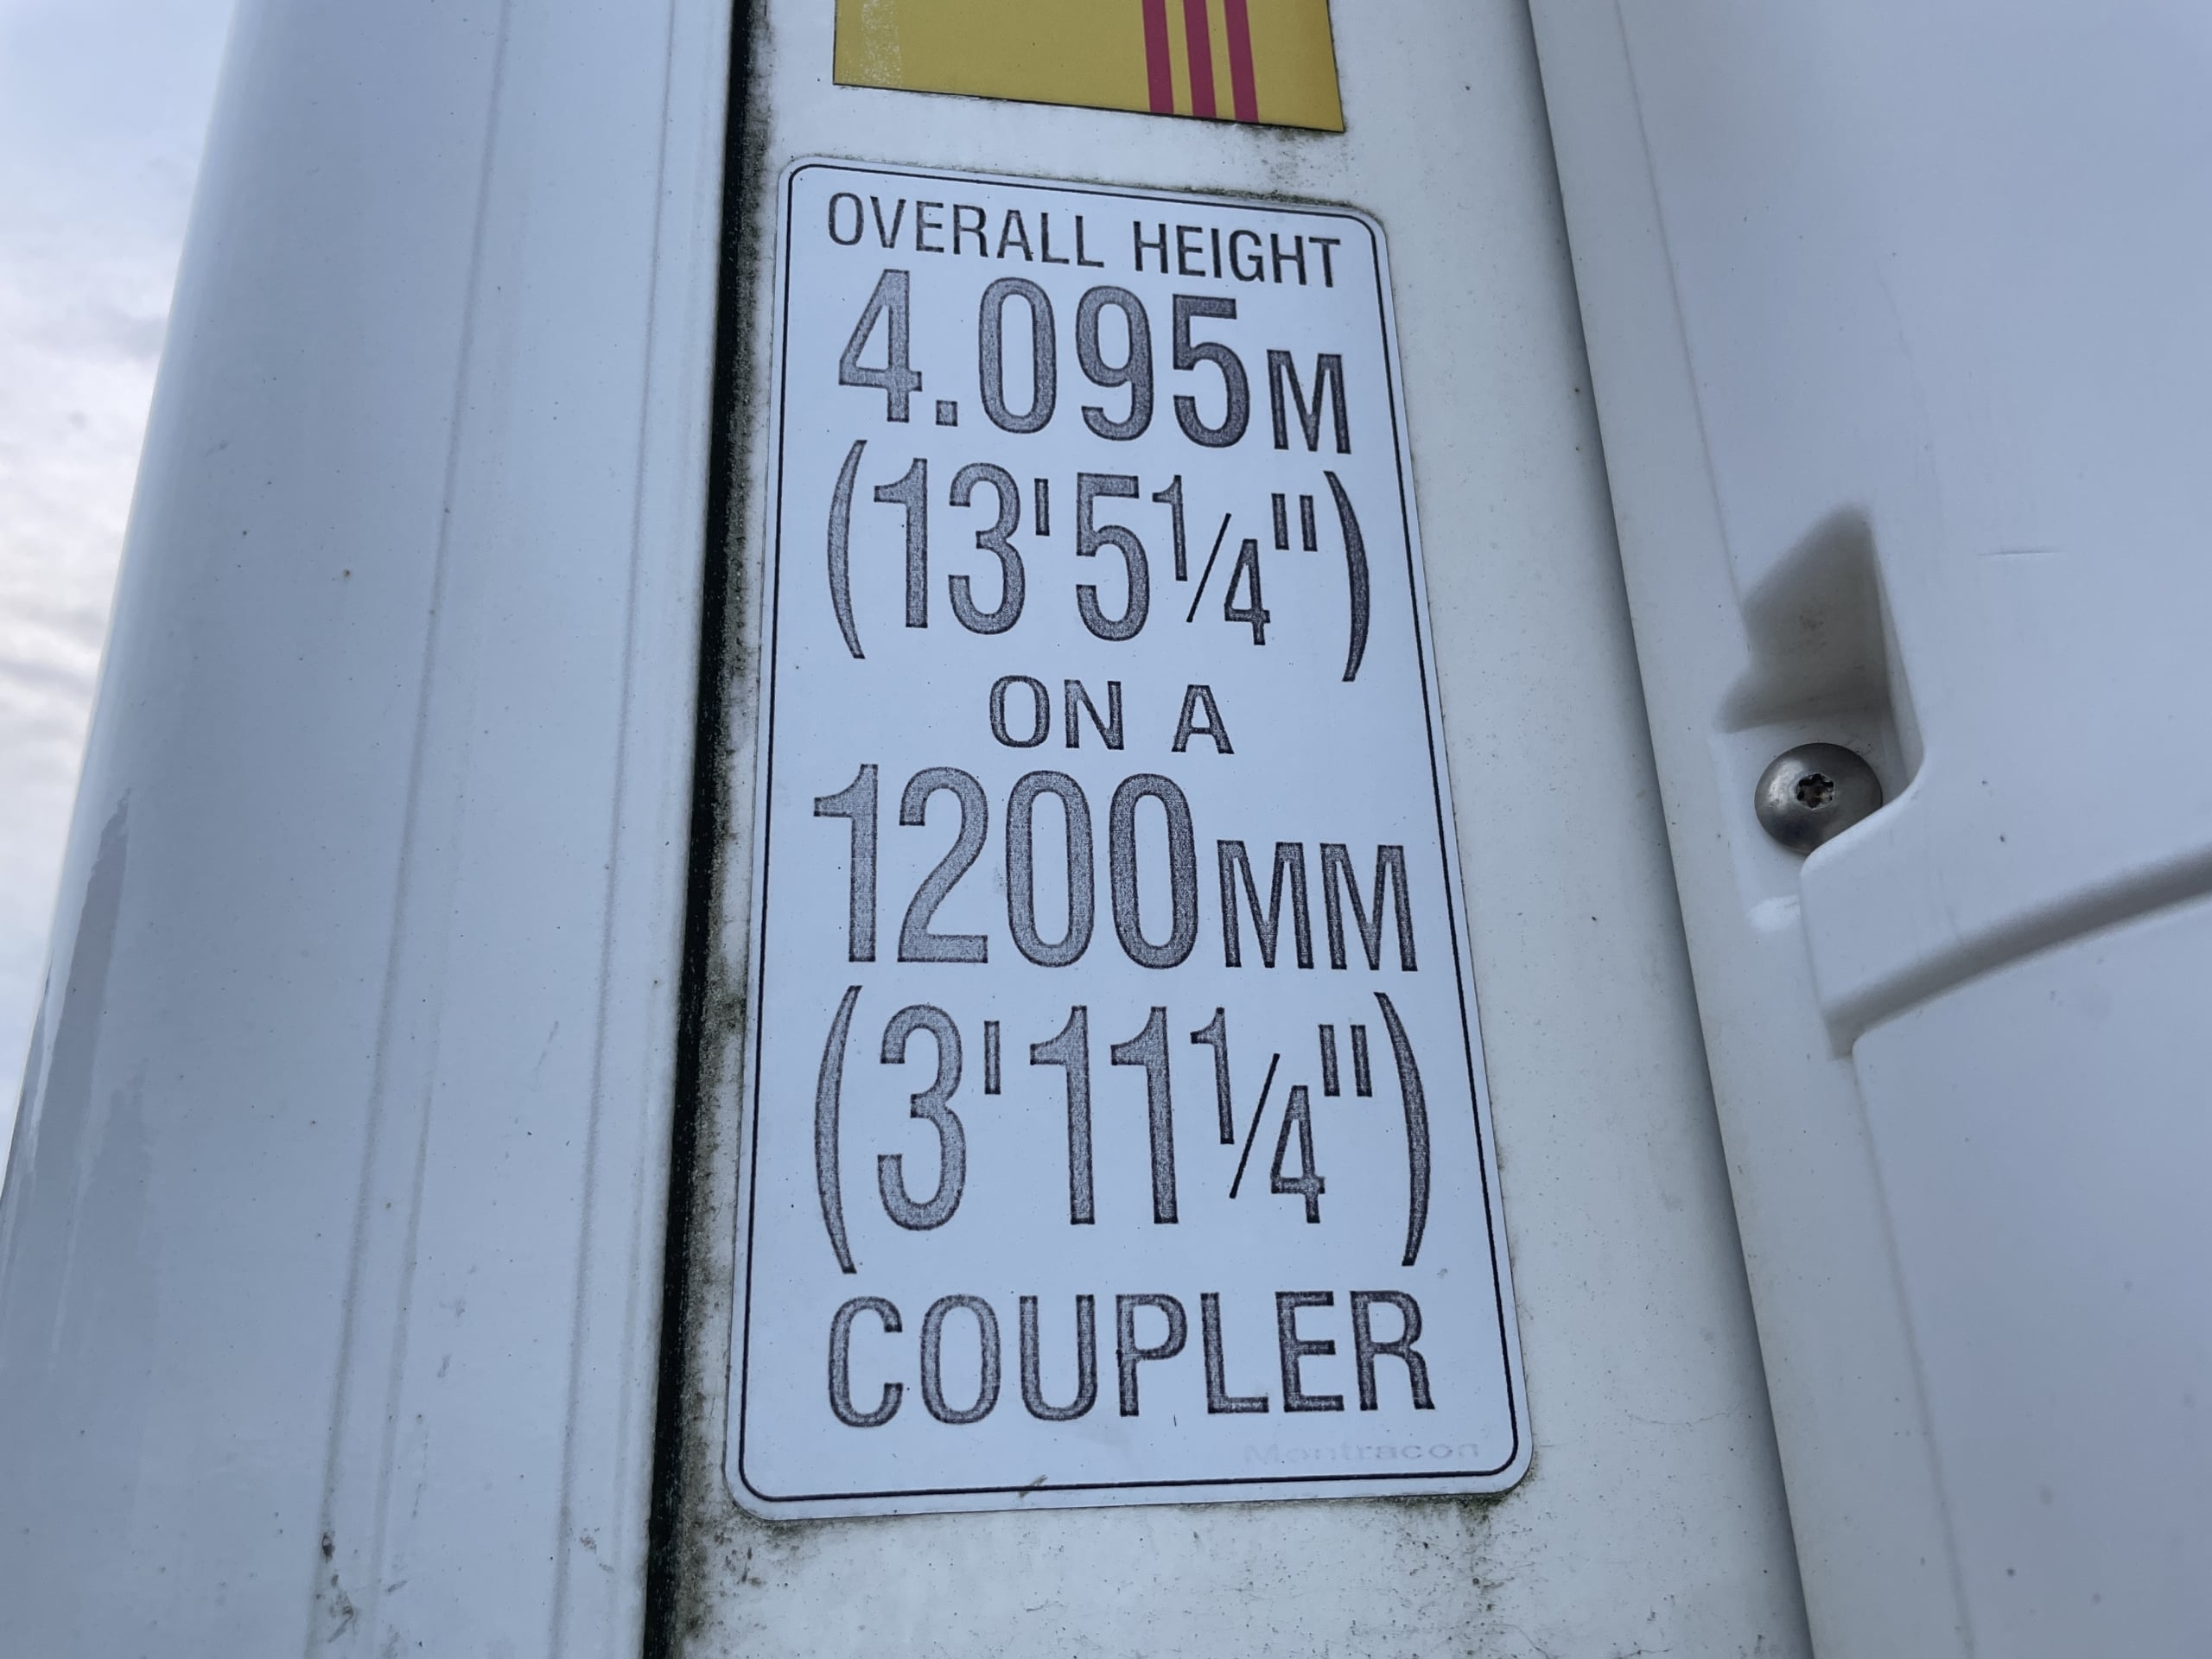 OVERALL HEIGHT
4.095M
(13'5¼")
ON A
1200MM
(3'11¼")
COUPLER
Montracon